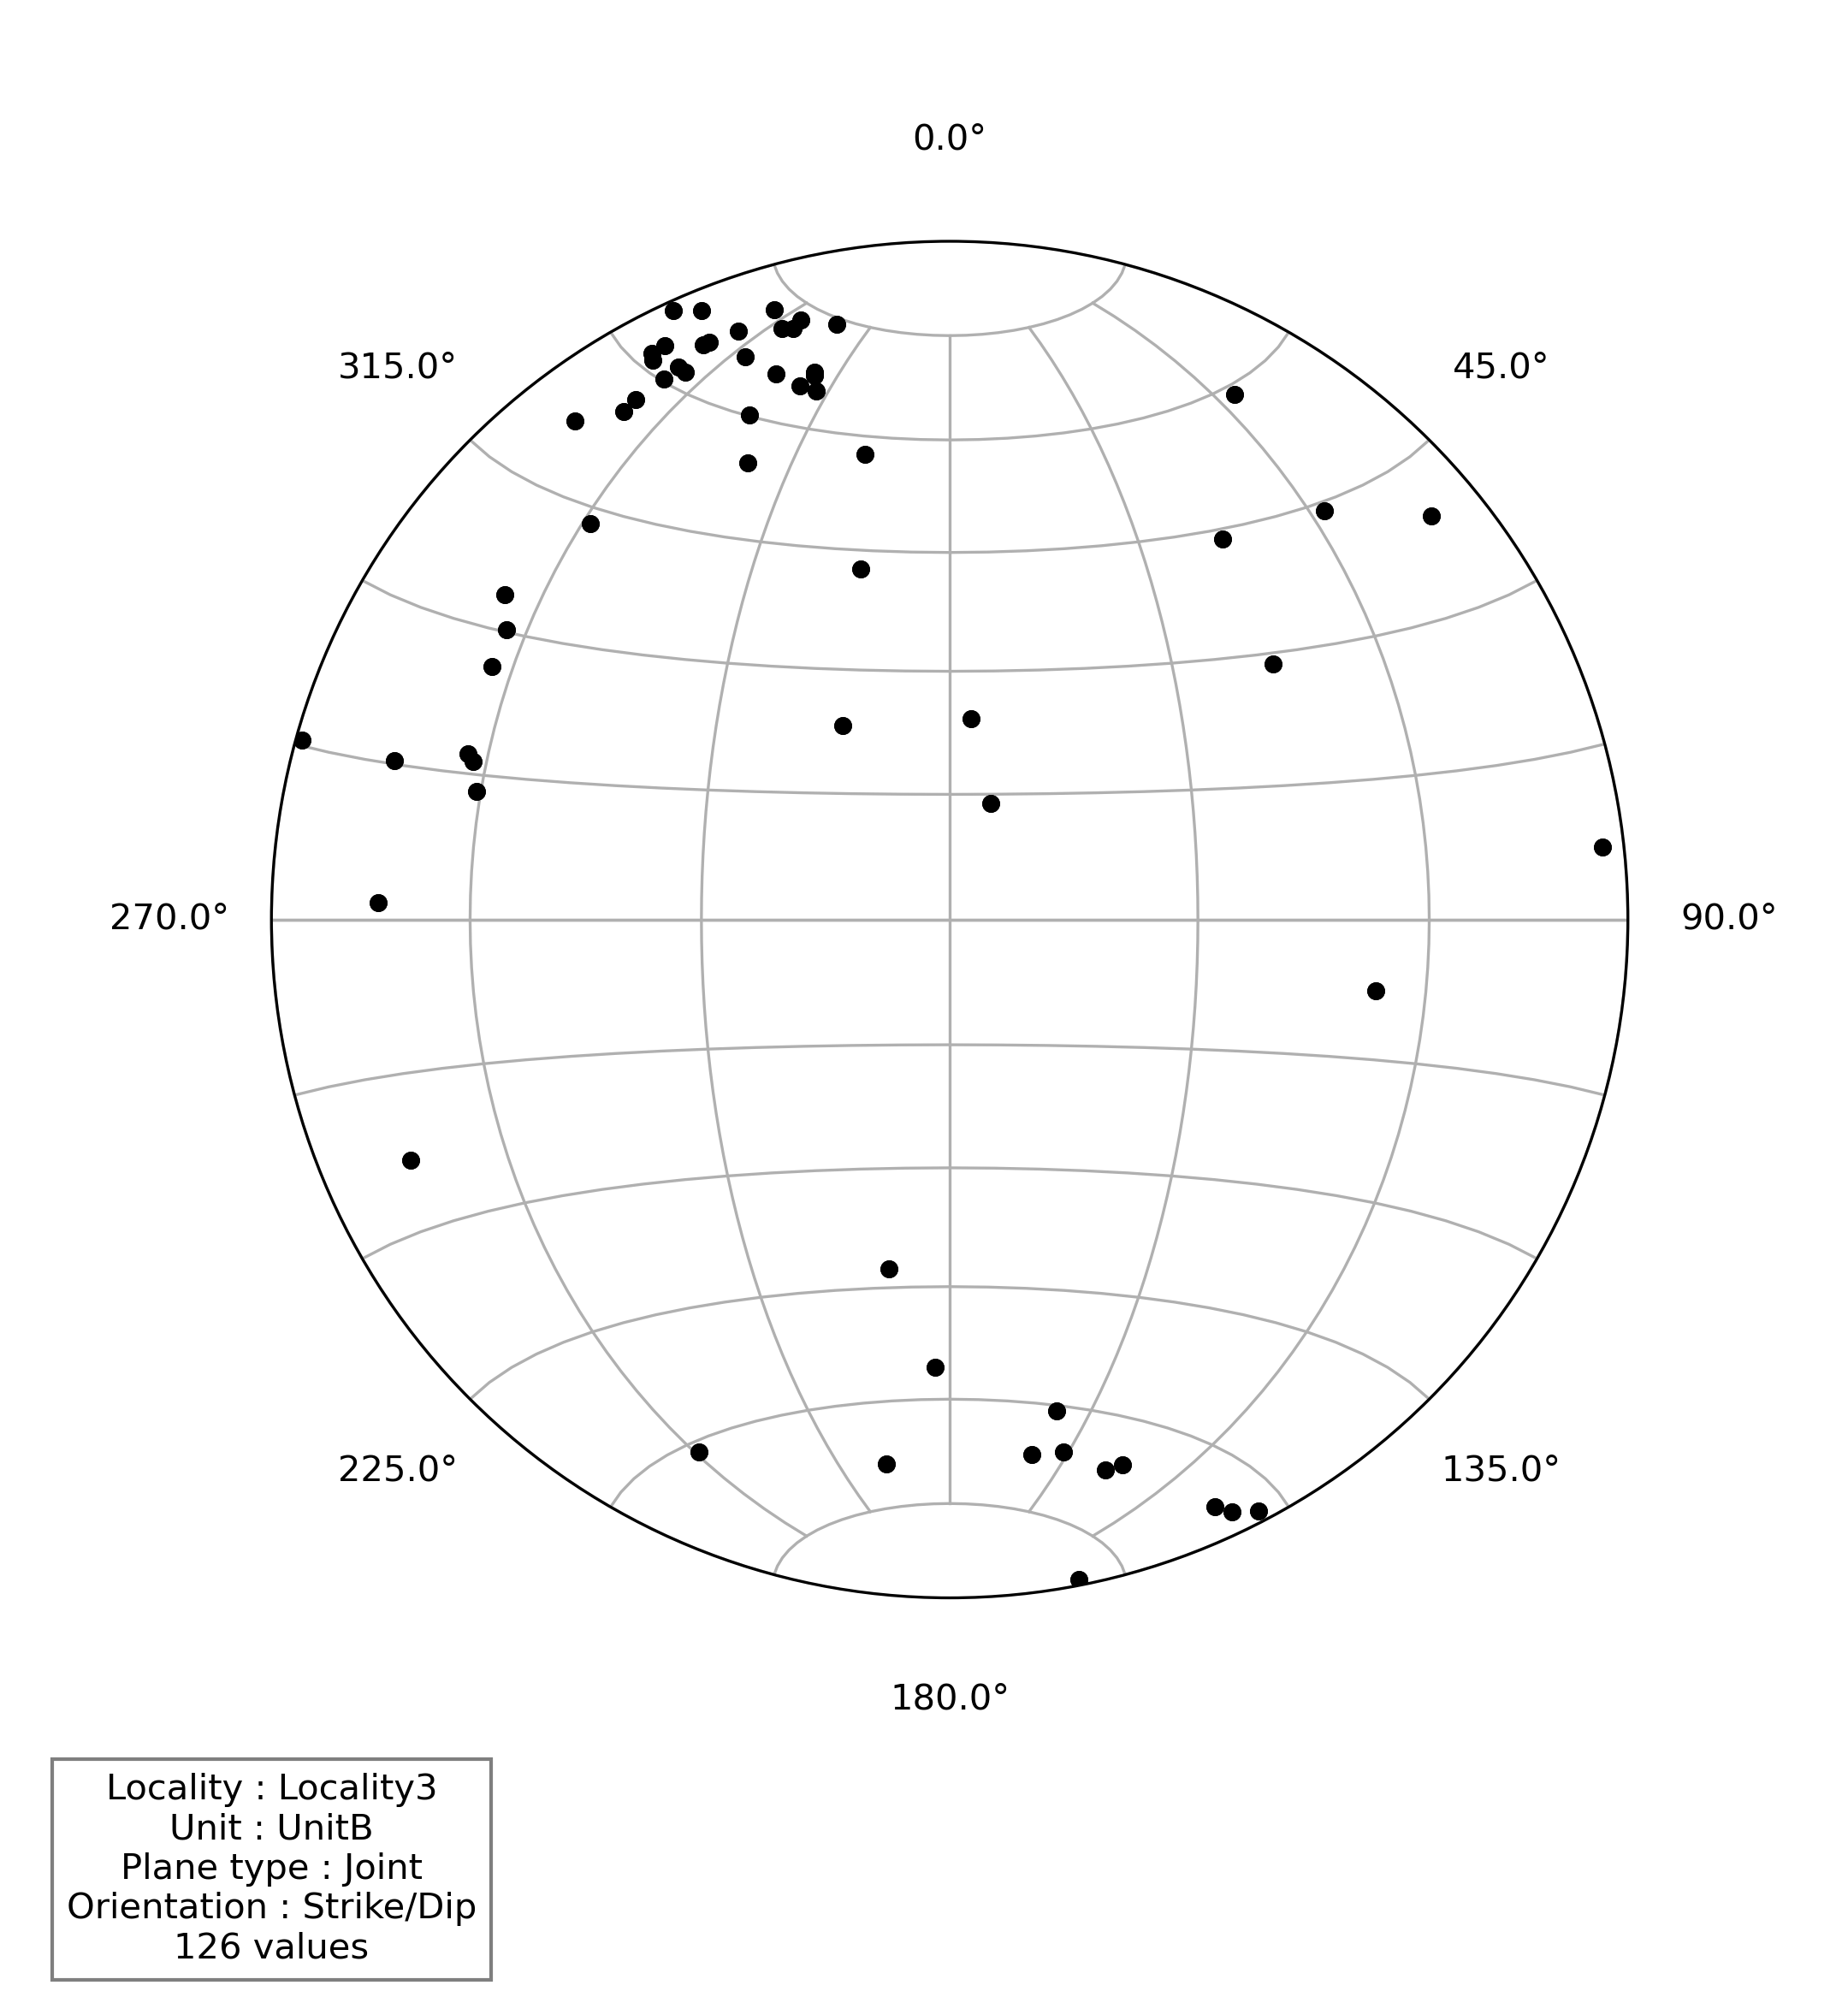 0.0°
315.0°
45.0°
270.0°
90.0°
225.0°
135.0°
180.0°
Locality : Locality3
Unit : UnitB
Plane type : Joint
Orientation : Strike/Dip
126 values